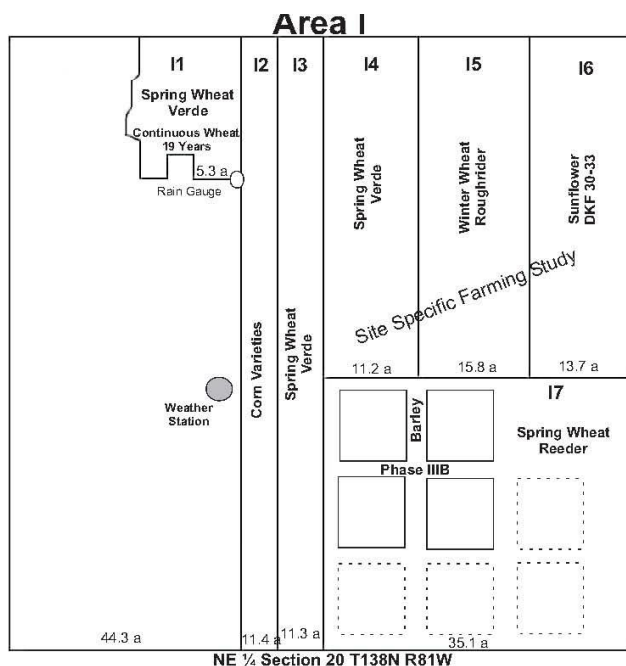 Area I
I1
I2
I3
I4
I5
I6
Spring Wheat
Verde
Continuous Wheat
19 Years
5.3 a
Rain Gauge
Weather
Station
44.3 a
Corn Varieties
11.4 a
Spring Wheat
Verde
11.3 a
Spring Wheat
Verde
Winter Wheat
Roughrider
Sunflower
DKF 30-33
Site Specific Farming Study
11.2 a
15.8 a
13.7 a
I7
Barley
Spring Wheat
Reeder
Phase IIIB
35.1 a
NE ¼ Section 20 T138N R81W